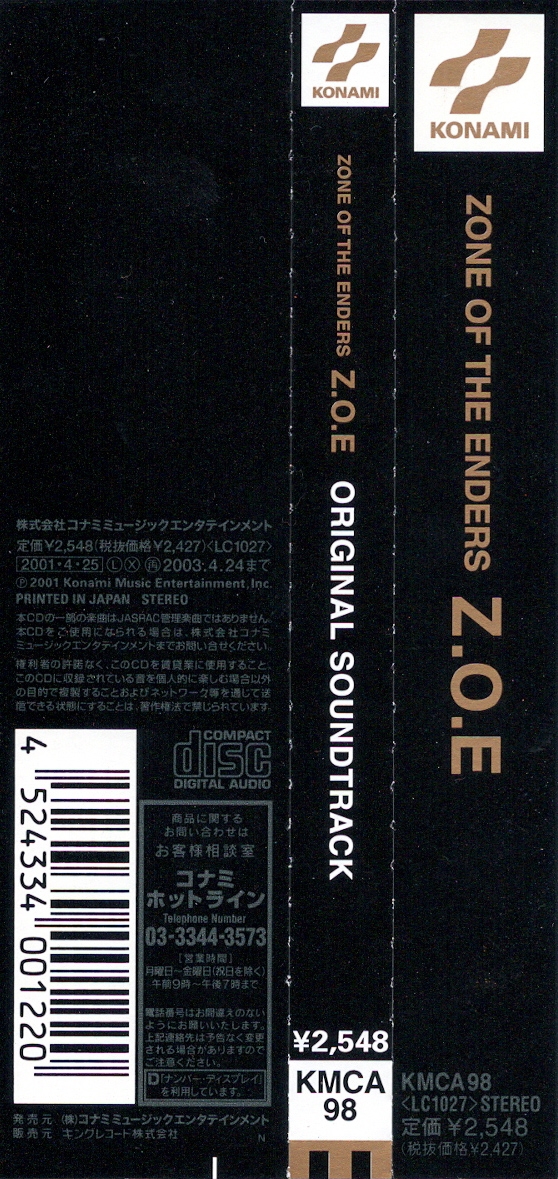 株式会社コナミミュージックエンタテインメント
定価¥2,548(税抜価格¥2,427)〈LC1027〉
2001・4・25 Ⓛ Ⓧ 再 2003・4・24まで
Ⓟ2001 Konami Music Entertainment, Inc.
PRINTED IN JAPAN STEREO
本CDの一部の楽曲はJASRAC管理楽曲ではありません。
本CDをご使用になられる場合は、株式会社コナミ
ミュージックエンタテインメントまでお問い合せください。
権利者の許諾なく、このCDを賃貸業に使用すること、
このCDに収録されている音を個人的に楽しむ場合以外
の目的で複製することおよびネットワーク等を通じて送
信できる状態にすることは、著作権法で禁じられています。
4 524334 001220
COMPACT
disc
DIGITAL AUDIO
商品に関する
お問い合わせは
お客様相談室
コナミ
ホットライン
Telephone Number
03-3344-3573
[営業時間]
月曜日〜金曜日(祝日を除く)
午前9時〜午後7時まで
電話番号はお間違えのない
ようにお願いいたします。
上記連絡先は予告なく変更
される場合がありますので
ご注意ください。
D「ナンバー・ディスプレイ」
を利用しています。
発売元 (株)コナミミュージックエンタテインメント
販売元 キングレコード株式会社
N
KONAMI
ZONE OF THE ENDERS Z.O.E ORIGINAL SOUNDTRACK
¥2,548
KMCA
98
KONAMI
ZONE OF THE ENDERS Z.O.E
KMCA98
〈LC1027〉STEREO
定価¥2,548
(税抜価格¥2,427)